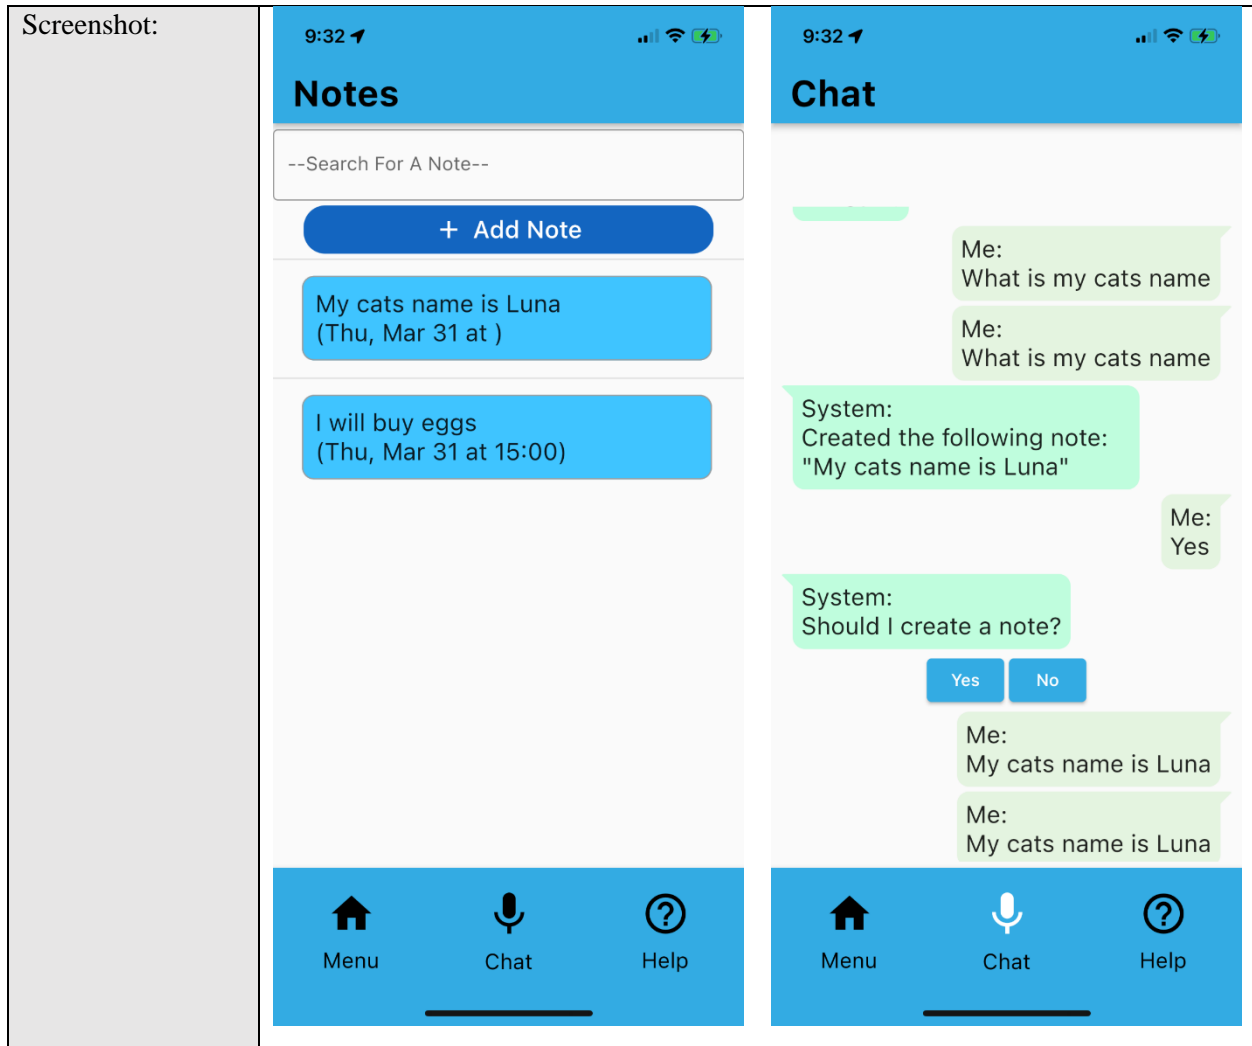 Screenshot:
9:32
Notes
--Search For A Note--
+ Add Note
My cats name is Luna
(Thu, Mar 31 at )
I will buy eggs
(Thu, Mar 31 at 15:00)
Menu
Chat
Help
9:32
Chat
Me:
What is my cats name
Me:
What is my cats name
System:
Created the following note:
"My cats name is Luna"
Me:
Yes
System:
Should I create a note?
Yes
No
Me:
My cats name is Luna
Me:
My cats name is Luna
Menu
Chat
Help